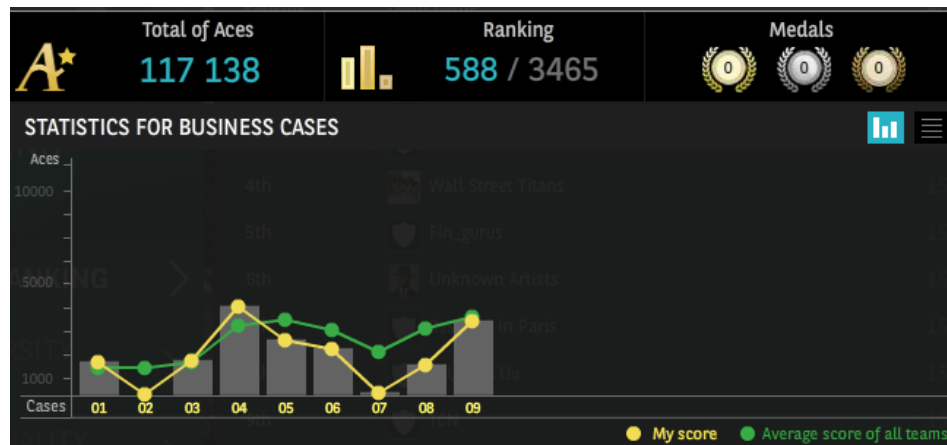 Total of Aces
117 138
Ranking
588 / 3465
Medals
0
0
0
STATISTICS FOR BUSINESS CASES
Aces
10000
5000
1000
4th
Wall Street Titans
5th
Fin_gurus
6th
Unknown Artists
in Paris
Cases
01
02
03
04
05
06
07
08
09
My score
Average score of all teams